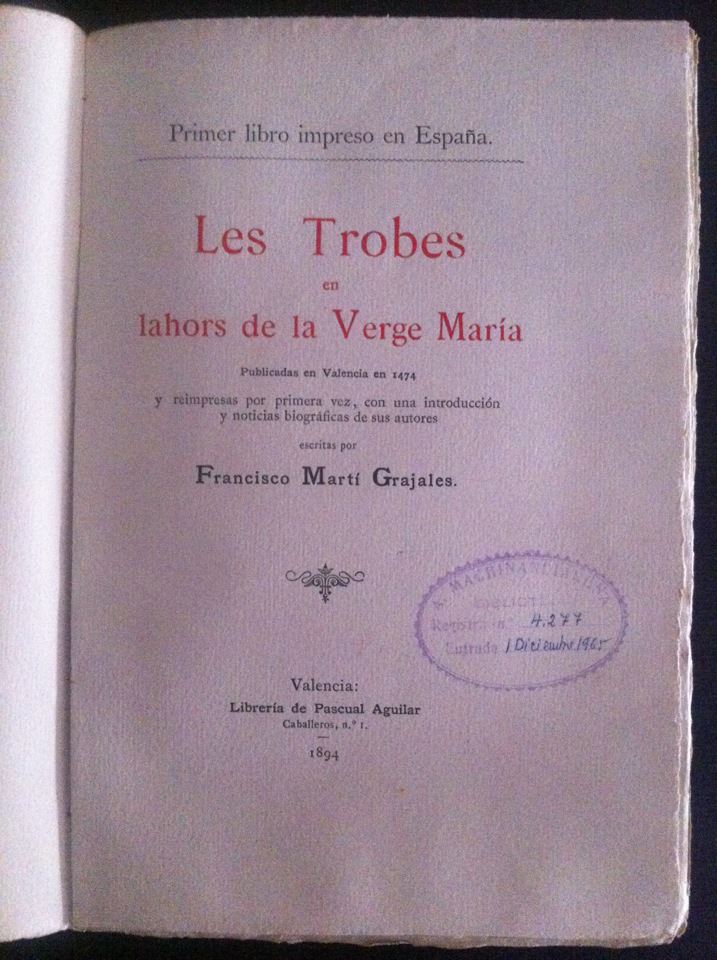 Primer libro impreso en España.
Les Trobes
en
lahors de la Verge María
Publicadas en Valencia en 1474
y reimpresas por primera vez, con una introducción
y noticias biográficas de sus autores
escritas por
Francisco Martí Grajales.
Registro n.° 4.277
Entrada 1 Diciembre 1965
Valencia:
Librería de Pascual Aguilar
Caballeros, n.° 1.
1894